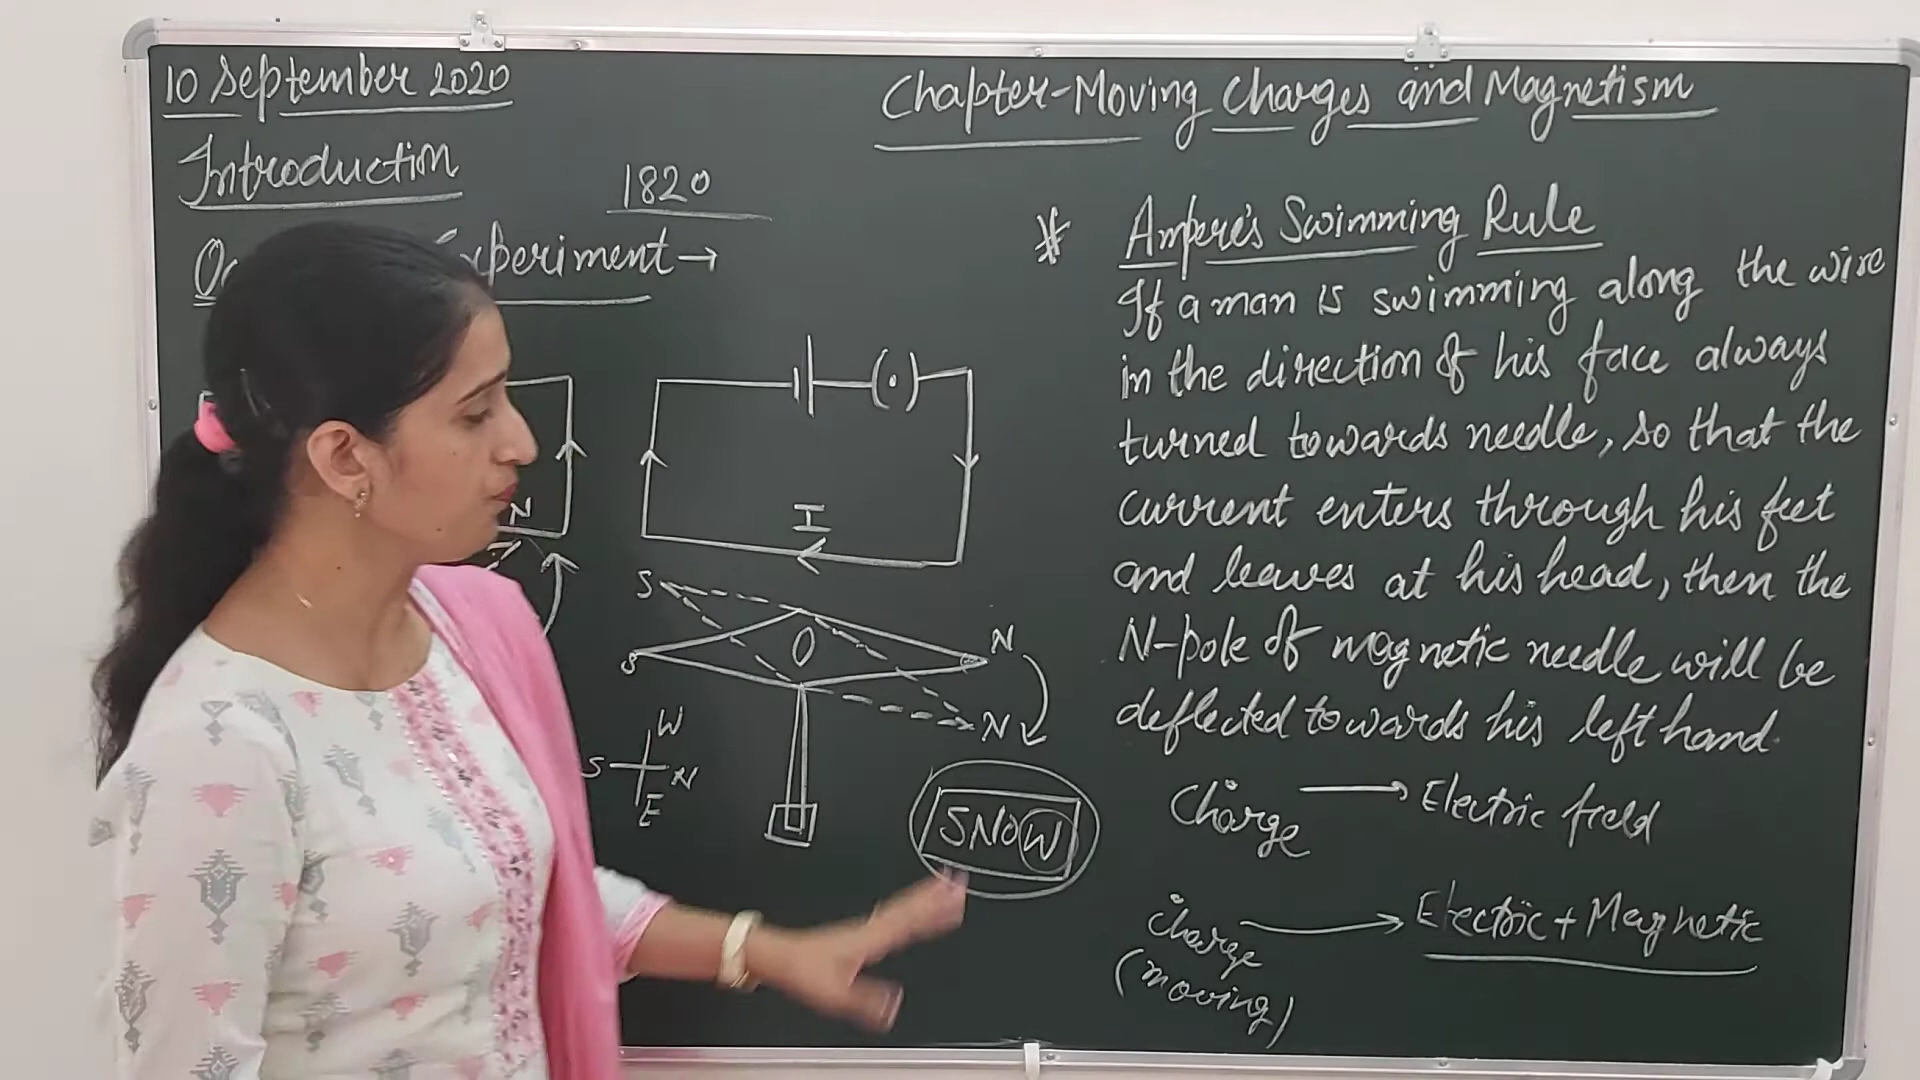 10 September 2020
Chapter-Moving Charges and Magnetism
Introduction
1820
Experiment→
N
I
S
O
N
S
N
W
S
N
E
SNOW
* Ampere's Swimming Rule
If a man is swimming along the wire
in the direction of his face always
turned towards needle, so that the
current enters through his feet
and leaves at his head, then the
N-pole of magnetic needle will be
deflected towards his left hand.
Charge → Electric field
Charge → Electric + Magnetic
(moving)